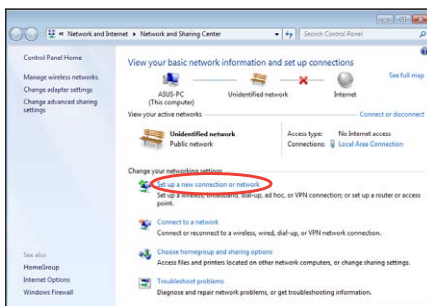 « Network and Internet ▸ Network and Sharing Center
Search Control Panel
Control Panel Home
Manage wireless networks
Change adapter settings
Change advanced sharing
settings
View your basic network information and set up connections
See full map
ASUS-PC
(This computer)
Unidentified network
Internet
View your active networks
Connect or disconnect
Unidentified network
Public network
Access type: No Internet access
Connections: Local Area Connection
Change your networking settings
Set up a new connection or network
Set up a wireless, broadband, dial-up, ad hoc, or VPN connection; or set up a router or access
point.
Connect to a network
Connect or reconnect to a wireless, wired, dial-up, or VPN network connection.
Choose homegroup and sharing options
Access files and printers located on other network computers, or change sharing settings.
Troubleshoot problems
Diagnose and repair network problems, or get troubleshooting information.
See also
HomeGroup
Internet Options
Windows Firewall